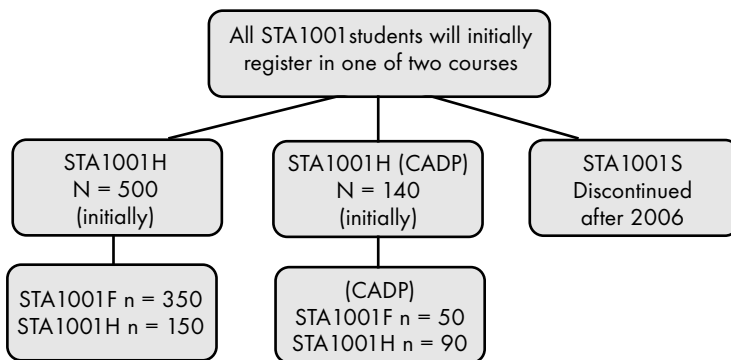 All STA1001students will initially
register in one of two courses
STA1001H
N = 500
(initially)
STA1001H (CADP)
N = 140
(initially)
STA1001S
Discontinued
after 2006
STA1001F n = 350
STA1001H n = 150
(CADP)
STA1001F n = 50
STA1001H n = 90